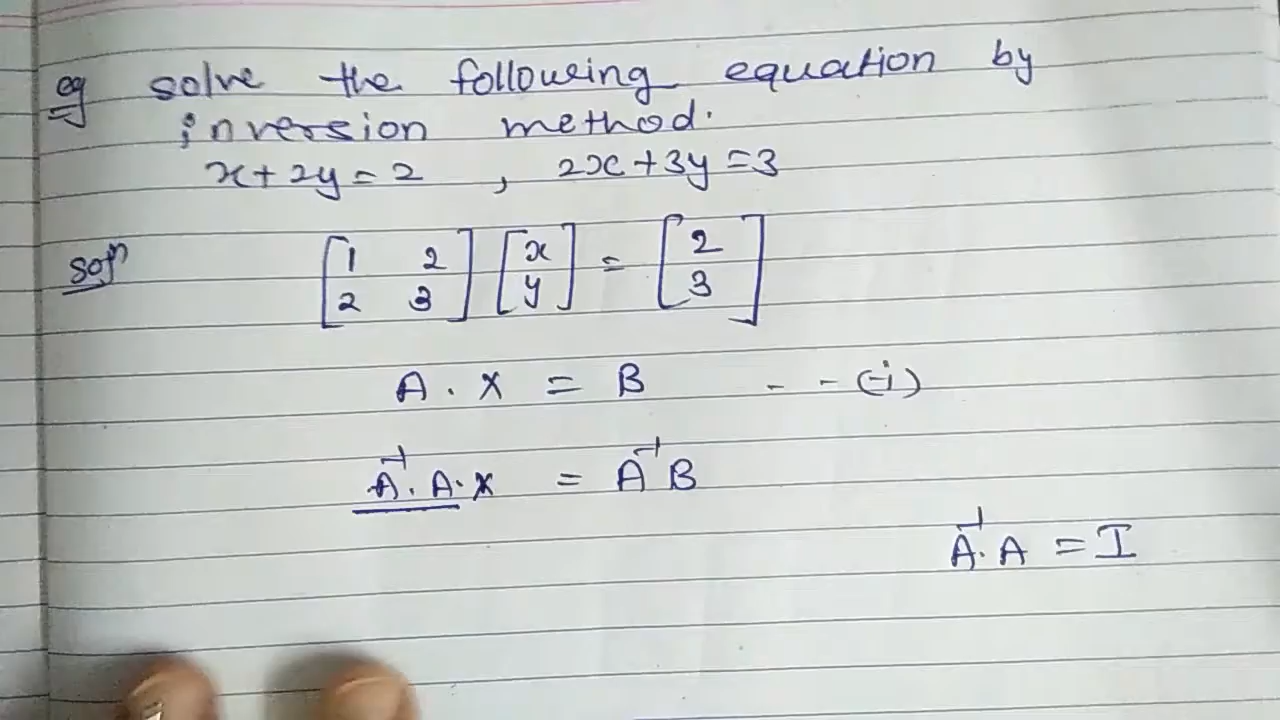 eg solve the following equation by
inversion method.
x+2y=2 , 2x+3y=3
Solⁿ [1 2
2 3] [x
y] = [2
3]
A . X = B - - (i)
A⁻¹. A. X = A⁻¹B
A⁻¹. A = I